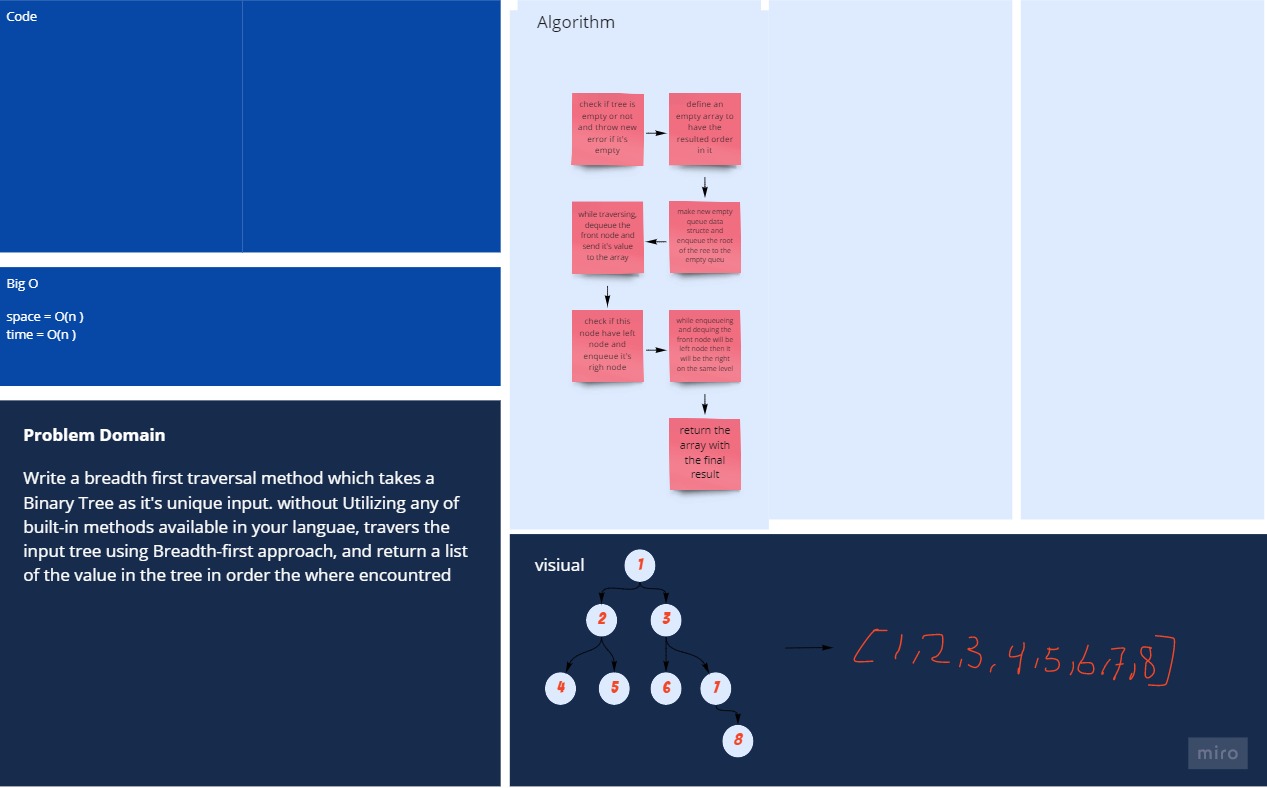 Code
Big O
space = O(n )
time = O(n )
Problem Domain
Write a breadth first traversal method which takes a
Binary Tree as it's unique input. without Utilizing any of
built-in methods available in your languae, travers the
input tree using Breadth-first approach, and return a list
of the value in the tree in order the where encountred
Algorithm
check if tree is
empty or not
and throw new
error if it's
empty
define an
empty array to
have the
resulted order
in it
make new empty
queue data
structe and
enqueue the root
of the ree to the
empty queu
while traversing,
dequeue the
front node and
send it's value
to the array
check if this
node have left
node and
enqueue it's
righ node
while enqueueing
and dequing the
front node will be
left node then it
will be the right
on the same level
return the
array with
the final
result
visiual
1
2 3
4 5 6 7
8
[1,2,3,4,5,6,7,8]
miro